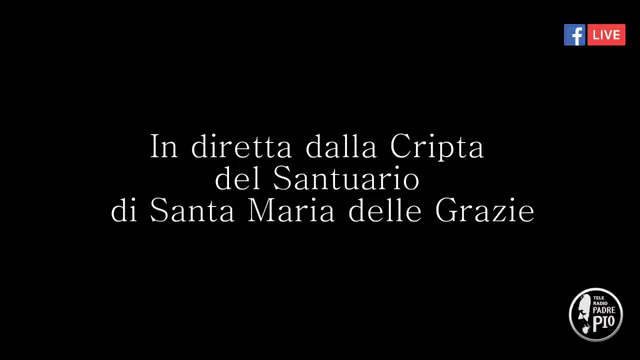 f LIVE
In diretta dalla Cripta
del Santuario
di Santa Maria delle Grazie
TELE
RADIO
PADRE
PIO